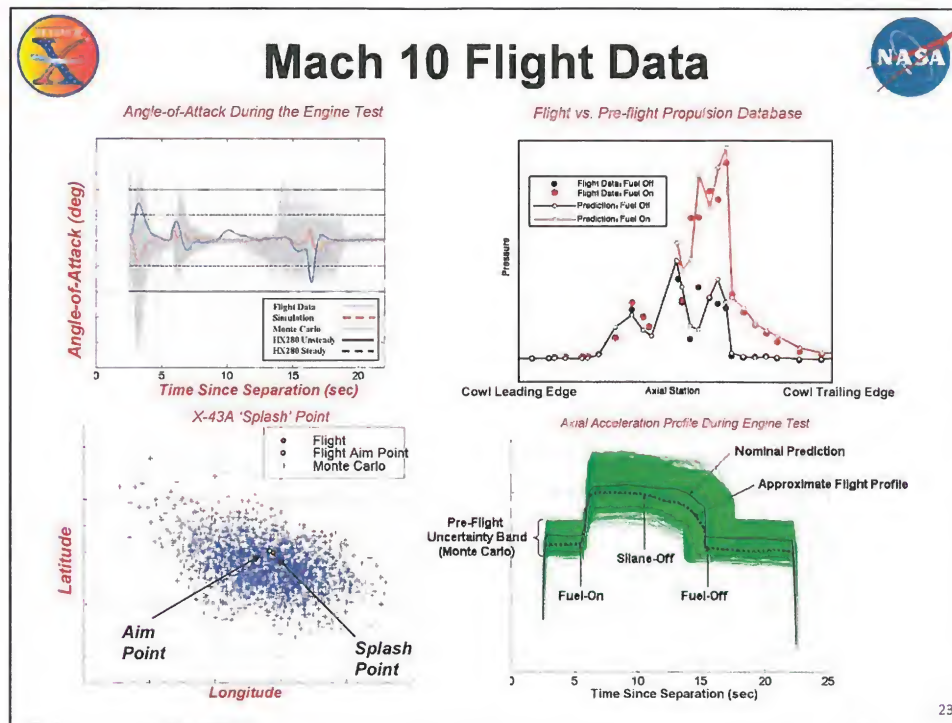 X
NASA
Mach 10 Flight Data
Angle-of-Attack During the Engine Test
Angle-of-Attack (deg)
Flight Data
Simulation
Monte Carlo
HX280 Unsteady
HX280 Steady
0 5 10 15 20
Time Since Separation (sec)
Flight vs. Pre-flight Propulsion Database
Pressure
Flight Data: Fuel Off
Flight Data: Fuel On
Prediction: Fuel Off
Prediction: Fuel On
Cowl Leading Edge Axial Station Cowl Trailing Edge
X-43A 'Splash' Point
Latitude
Flight
Flight Aim Point
Monte Carlo
Aim
Point
Splash
Point
Longitude
Axial Acceleration Profile During Engine Test
Nominal Prediction
Approximate Flight Profile
Pre-Flight
Uncertainty Band
(Monte Carlo)
Silane-Off
Fuel-On
Fuel-Off
0 5 10 15 20 25
Time Since Separation (sec)
23